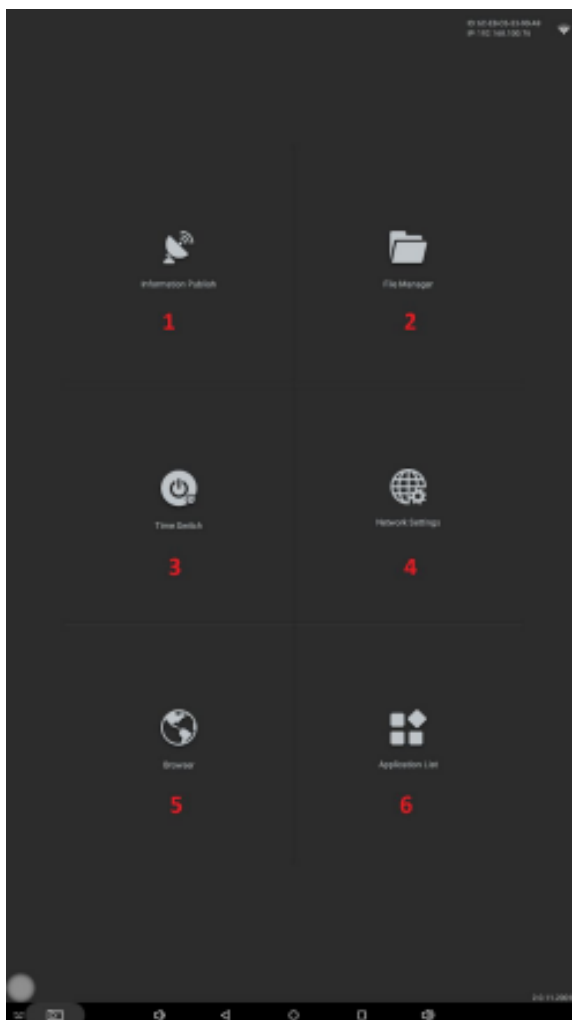 Information Publish
File Manager
1
2
Time Switch
Network Settings
3
4
Browser
Application List
5
6